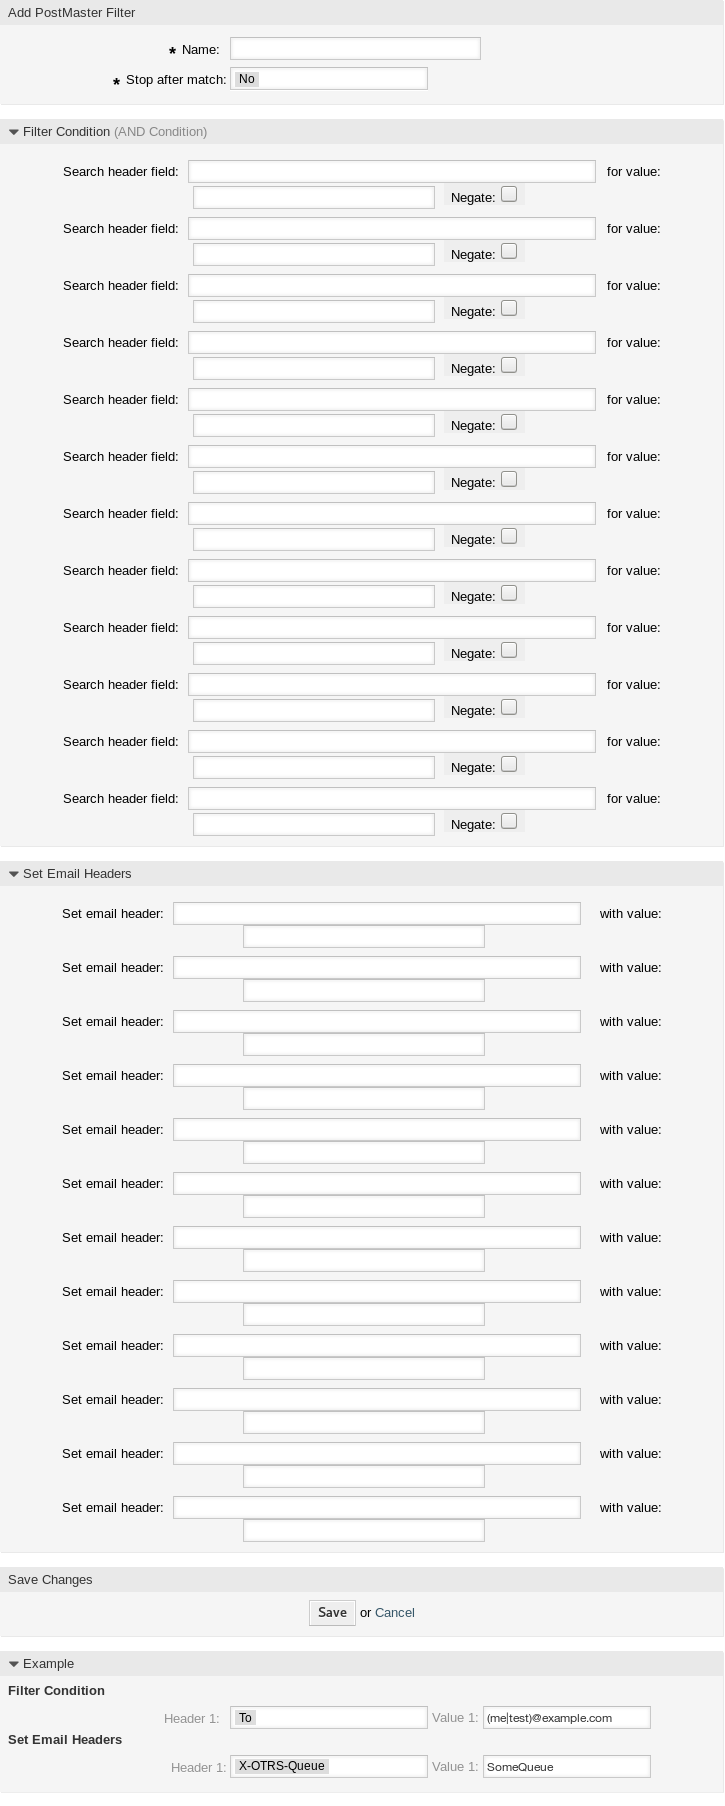 Add PostMaster Filter
* Name:
* Stop after match: No
Filter Condition (AND Condition)
Search header field: for value:
Negate:
Search header field: for value:
Negate:
Search header field: for value:
Negate:
Search header field: for value:
Negate:
Search header field: for value:
Negate:
Search header field: for value:
Negate:
Search header field: for value:
Negate:
Search header field: for value:
Negate:
Search header field: for value:
Negate:
Search header field: for value:
Negate:
Search header field: for value:
Negate:
Search header field: for value:
Negate:
Set Email Headers
Set email header: with value:
Set email header: with value:
Set email header: with value:
Set email header: with value:
Set email header: with value:
Set email header: with value:
Set email header: with value:
Set email header: with value:
Set email header: with value:
Set email header: with value:
Set email header: with value:
Set email header: with value:
Save Changes
Save or Cancel
Example
Filter Condition
Header 1: To Value 1: (me|test)@example.com
Set Email Headers
Header 1: X-OTRS-Queue Value 1: SomeQueue